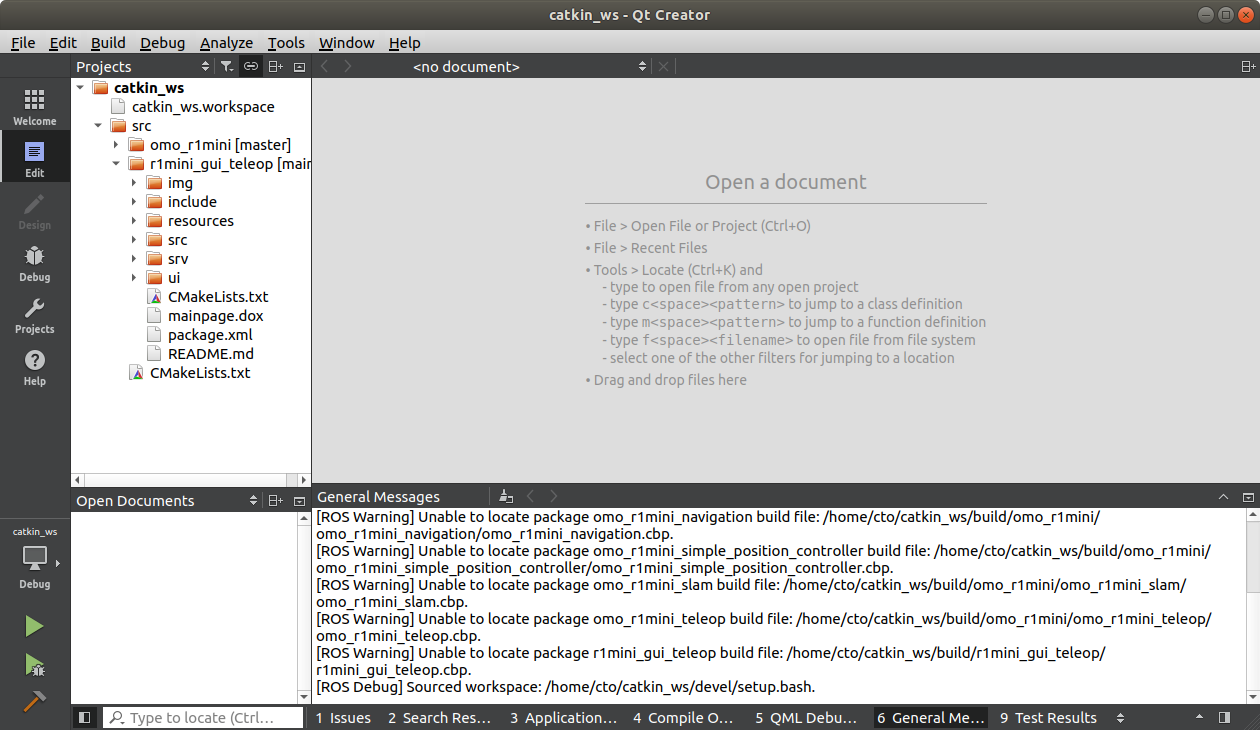 catkin_ws - Qt Creator
File Edit Build Debug Analyze Tools Window Help
Projects
<no document>
Welcome
Edit
Design
Debug
Projects
Help
catkin_ws
catkin_ws.workspace
src
omo_r1mini [master]
r1mini_gui_teleop [main
img
include
resources
src
srv
ui
CMakeLists.txt
mainpage.dox
package.xml
README.md
CMakeLists.txt
Open a document
• File > Open File or Project (Ctrl+O)
• File > Recent Files
• Tools > Locate (Ctrl+K) and
- type to open file from any open project
- type c<space><pattern> to jump to a class definition
- type m<space><pattern> to jump to a function definition
- type f<space><filename> to open file from file system
- select one of the other filters for jumping to a location
• Drag and drop files here
Open Documents
catkin_ws
Debug
General Messages
[ROS Warning] Unable to locate package omo_r1mini_navigation build file: /home/cto/catkin_ws/build/omo_r1mini/
omo_r1mini_navigation/omo_r1mini_navigation.cbp.
[ROS Warning] Unable to locate package omo_r1mini_simple_position_controller build file: /home/cto/catkin_ws/build/omo_r1mini/
omo_r1mini_simple_position_controller/omo_r1mini_simple_position_controller.cbp.
[ROS Warning] Unable to locate package omo_r1mini_slam build file: /home/cto/catkin_ws/build/omo_r1mini/omo_r1mini_slam/
omo_r1mini_slam.cbp.
[ROS Warning] Unable to locate package omo_r1mini_teleop build file: /home/cto/catkin_ws/build/omo_r1mini/omo_r1mini_teleop/
omo_r1mini_teleop.cbp.
[ROS Warning] Unable to locate package r1mini_gui_teleop build file: /home/cto/catkin_ws/build/r1mini_gui_teleop/
r1mini_gui_teleop.cbp.
[ROS Debug] Sourced workspace: /home/cto/catkin_ws/devel/setup.bash.
Type to locate (Ctrl... 1 Issues 2 Search Res... 3 Application... 4 Compile O... 5 QML Debu... 6 General Me... 9 Test Results